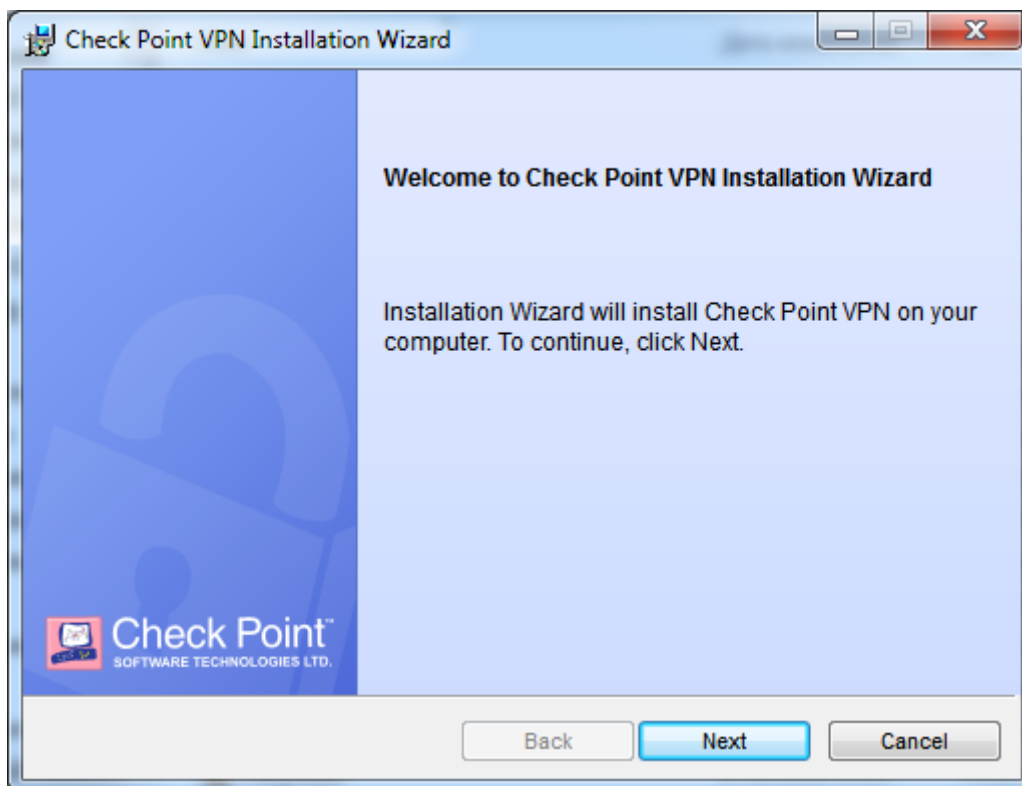 Check Point VPN Installation Wizard
Welcome to Check Point VPN Installation Wizard
Installation Wizard will install Check Point VPN on your
computer. To continue, click Next.
Check Point™
SOFTWARE TECHNOLOGIES LTD.
Back Next Cancel